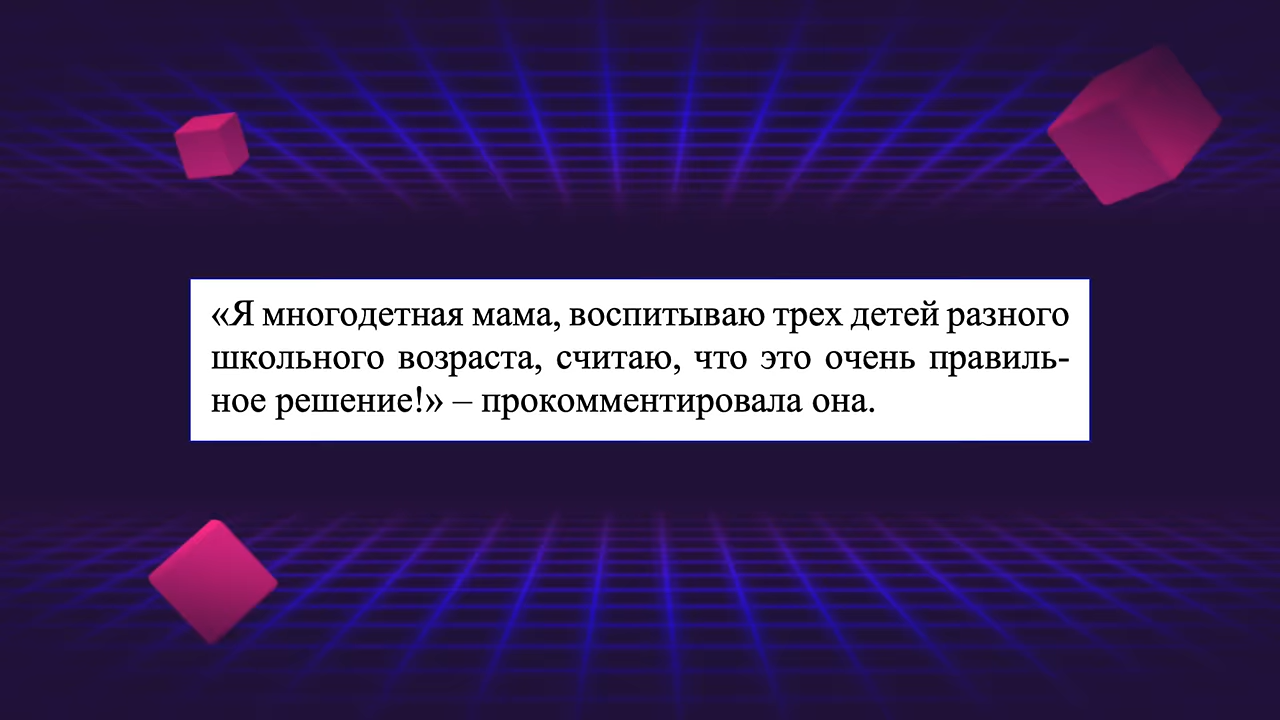 «Я многодетная мама, воспитываю трех детей разного
школьного возраста, считаю, что это очень правиль-
ное решение!» – прокомментировала она.